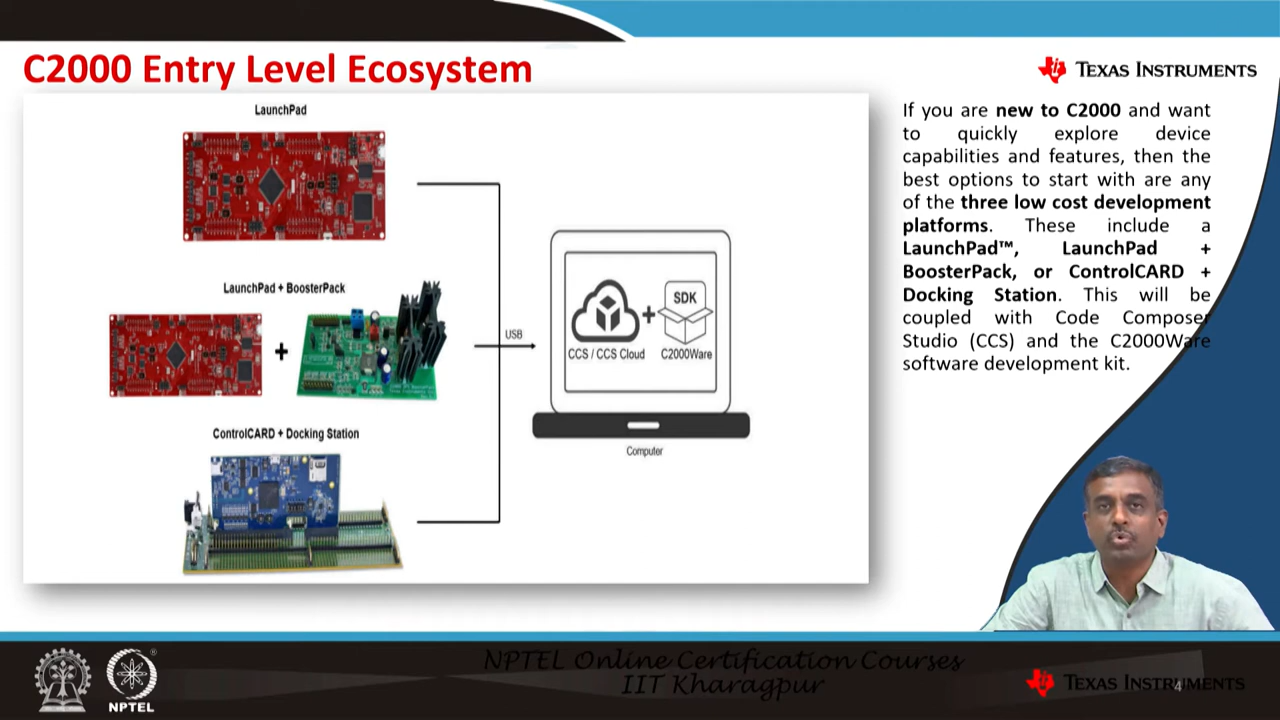 C2000 Entry Level Ecosystem
TEXAS INSTRUMENTS
LaunchPad
LaunchPad + BoosterPack
+
ControlCARD + Docking Station
USB
SDK
+
CCS / CCS Cloud
C2000Ware
Computer
If you are new to C2000 and want
to quickly explore device
capabilities and features, then the
best options to start with are any
of the three low cost development
platforms. These include a
LaunchPad™, LaunchPad +
BoosterPack, or ControlCARD +
Docking Station. This will be
coupled with Code Composer
Studio (CCS) and the C2000Ware
software development kit.
NPTEL
NPTEL Online Certification Courses
IIT Kharagpur
TEXAS INSTRUMENTS
4